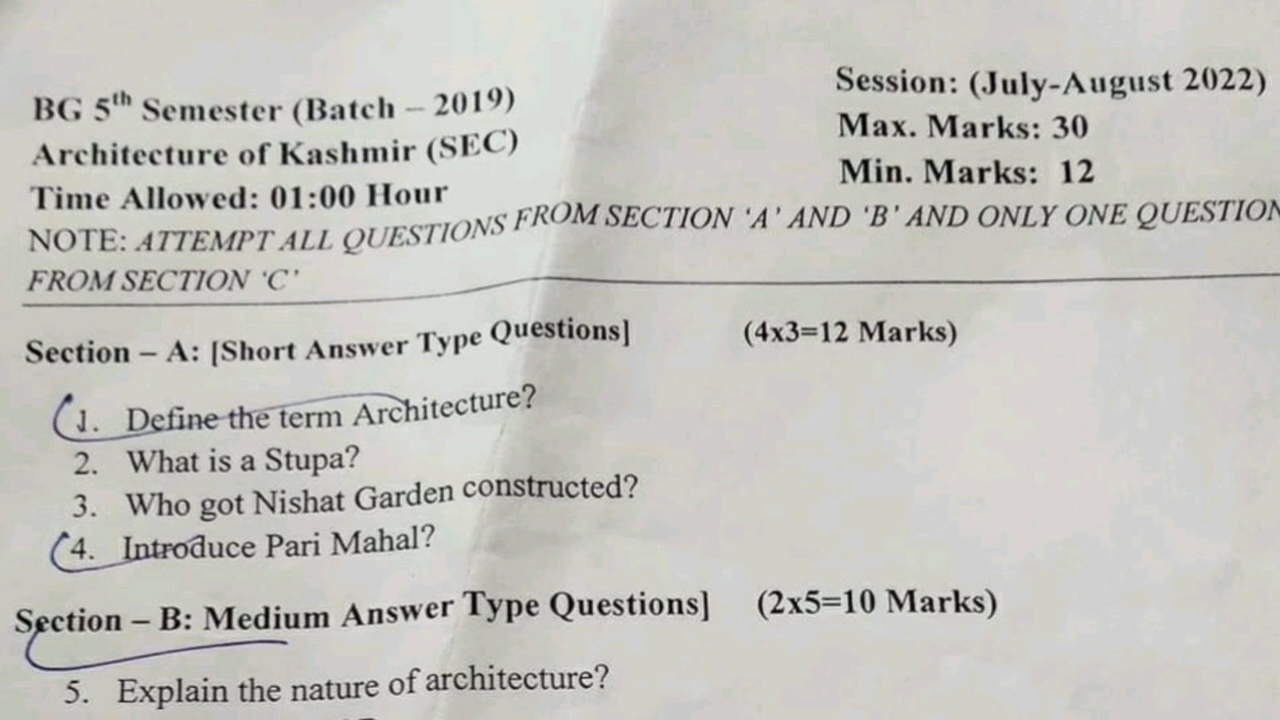 BG 5th Semester (Batch – 2019)
Session: (July-August 2022)
Architecture of Kashmir (SEC)
Max. Marks: 30
Time Allowed: 01:00 Hour
Min. Marks: 12
NOTE: ATTEMPT ALL QUESTIONS FROM SECTION ‘A’ AND ‘B’ AND ONLY ONE QUESTION
FROM SECTION ‘C’
Section – A: [Short Answer Type Questions] (4x3=12 Marks)
1. Define the term Architecture?
2. What is a Stupa?
3. Who got Nishat Garden constructed?
4. Introduce Pari Mahal?
Section – B: Medium Answer Type Questions] (2x5=10 Marks)
5. Explain the nature of architecture?